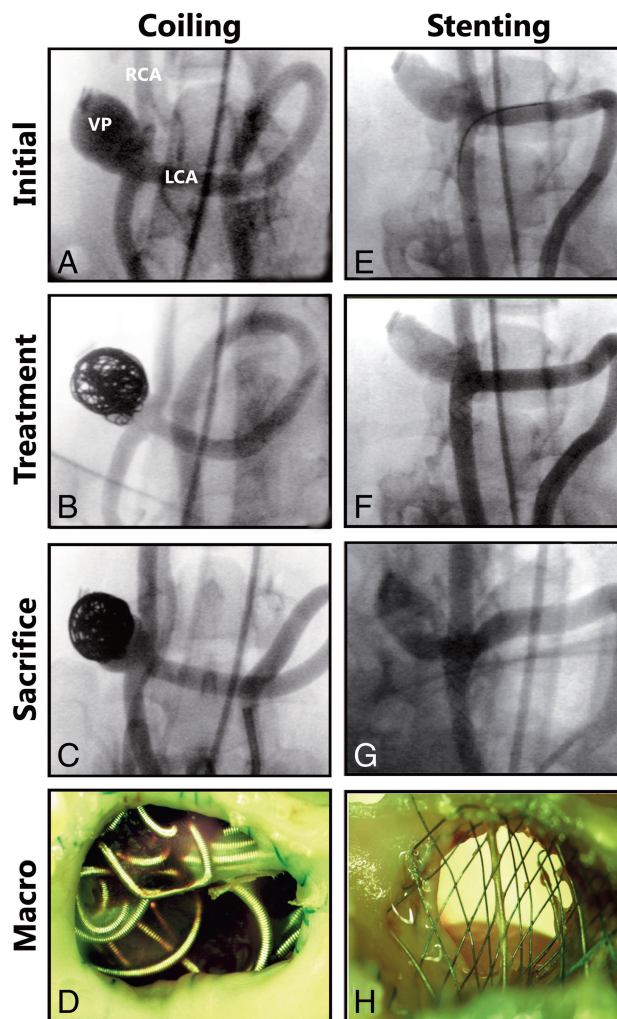 Coiling
Stenting
Initial
RCA
VP
LCA
A
E
Treatment
B
F
Sacrifice
C
G
Macro
D
H